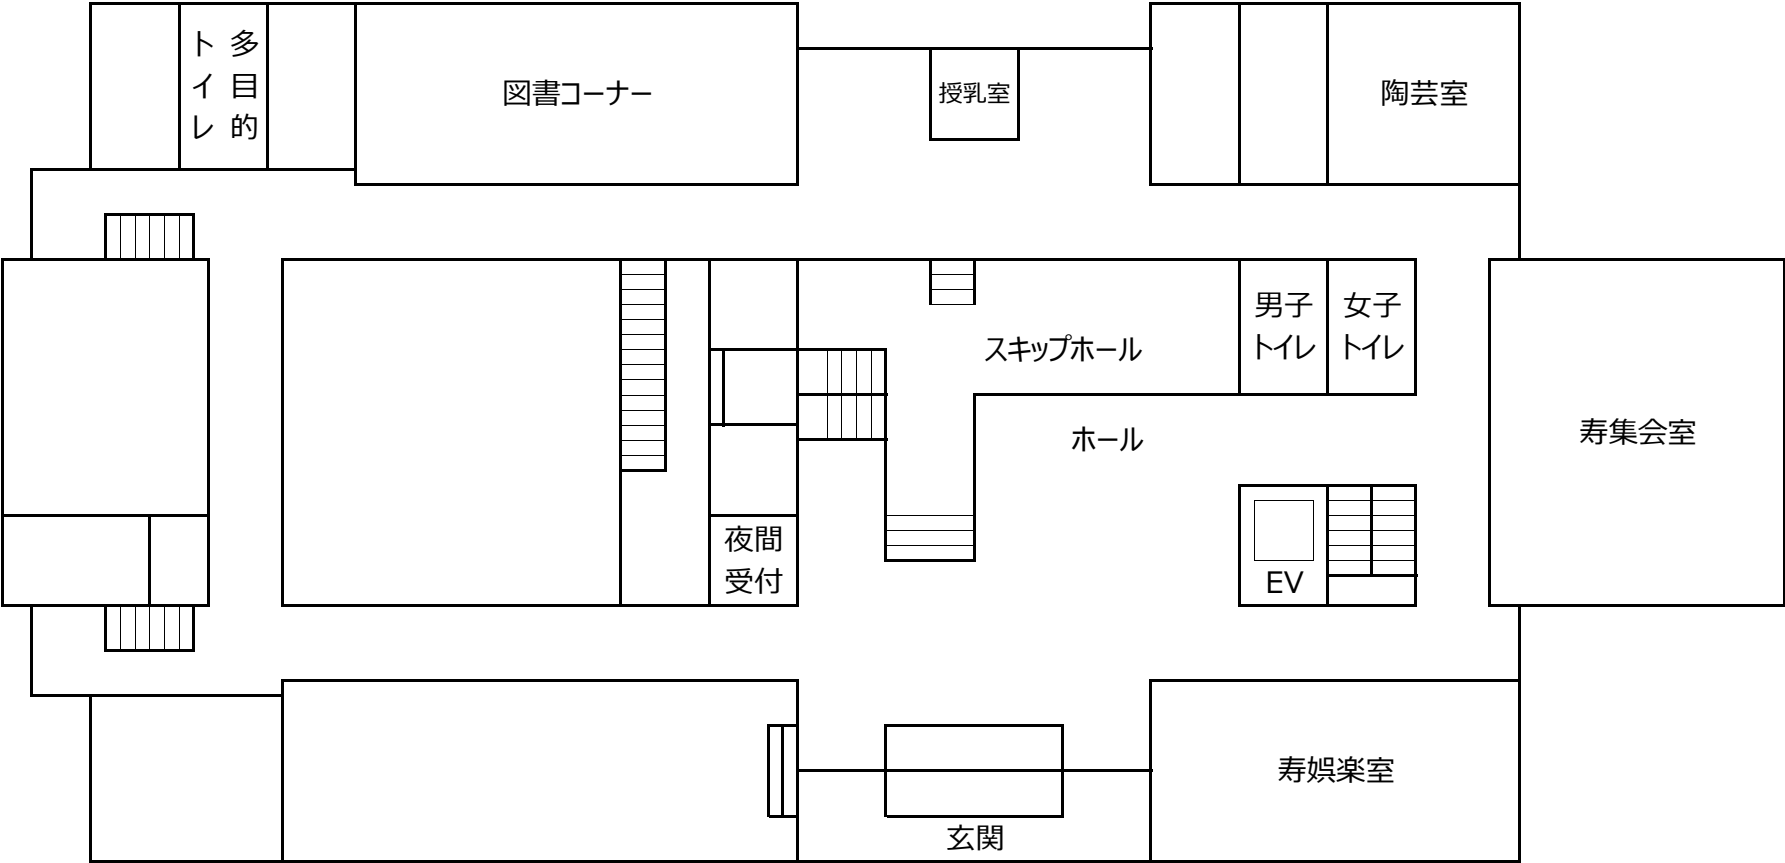 多目的
トイレ
図書コーナー
授乳室
陶芸室
男子
トイレ
女子
トイレ
スキップホール
ホール
寿集会室
夜間
受付
EV
寿娯楽室
玄関